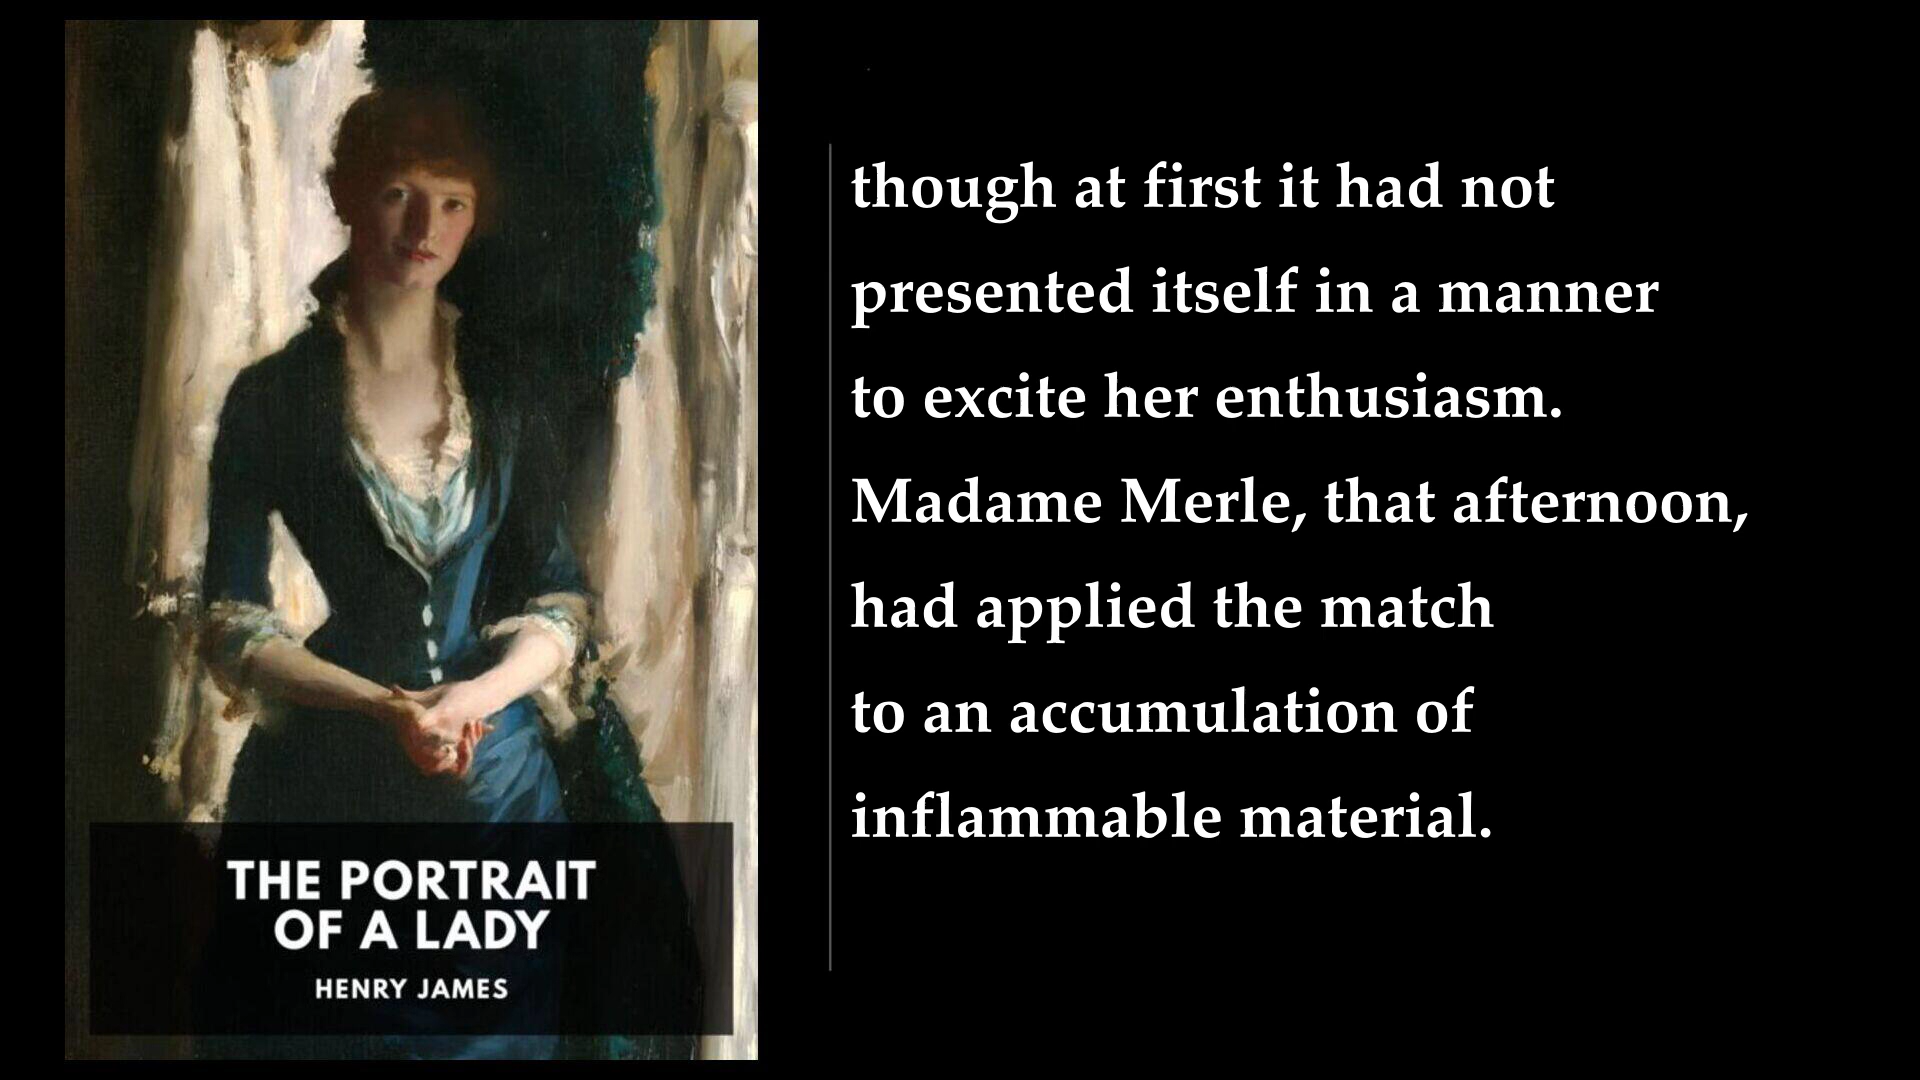 THE PORTRAIT
OF A LADY
HENRY JAMES
though at first it had not
presented itself in a manner
to excite her enthusiasm.
Madame Merle, that afternoon,
had applied the match
to an accumulation of
inflammable material.